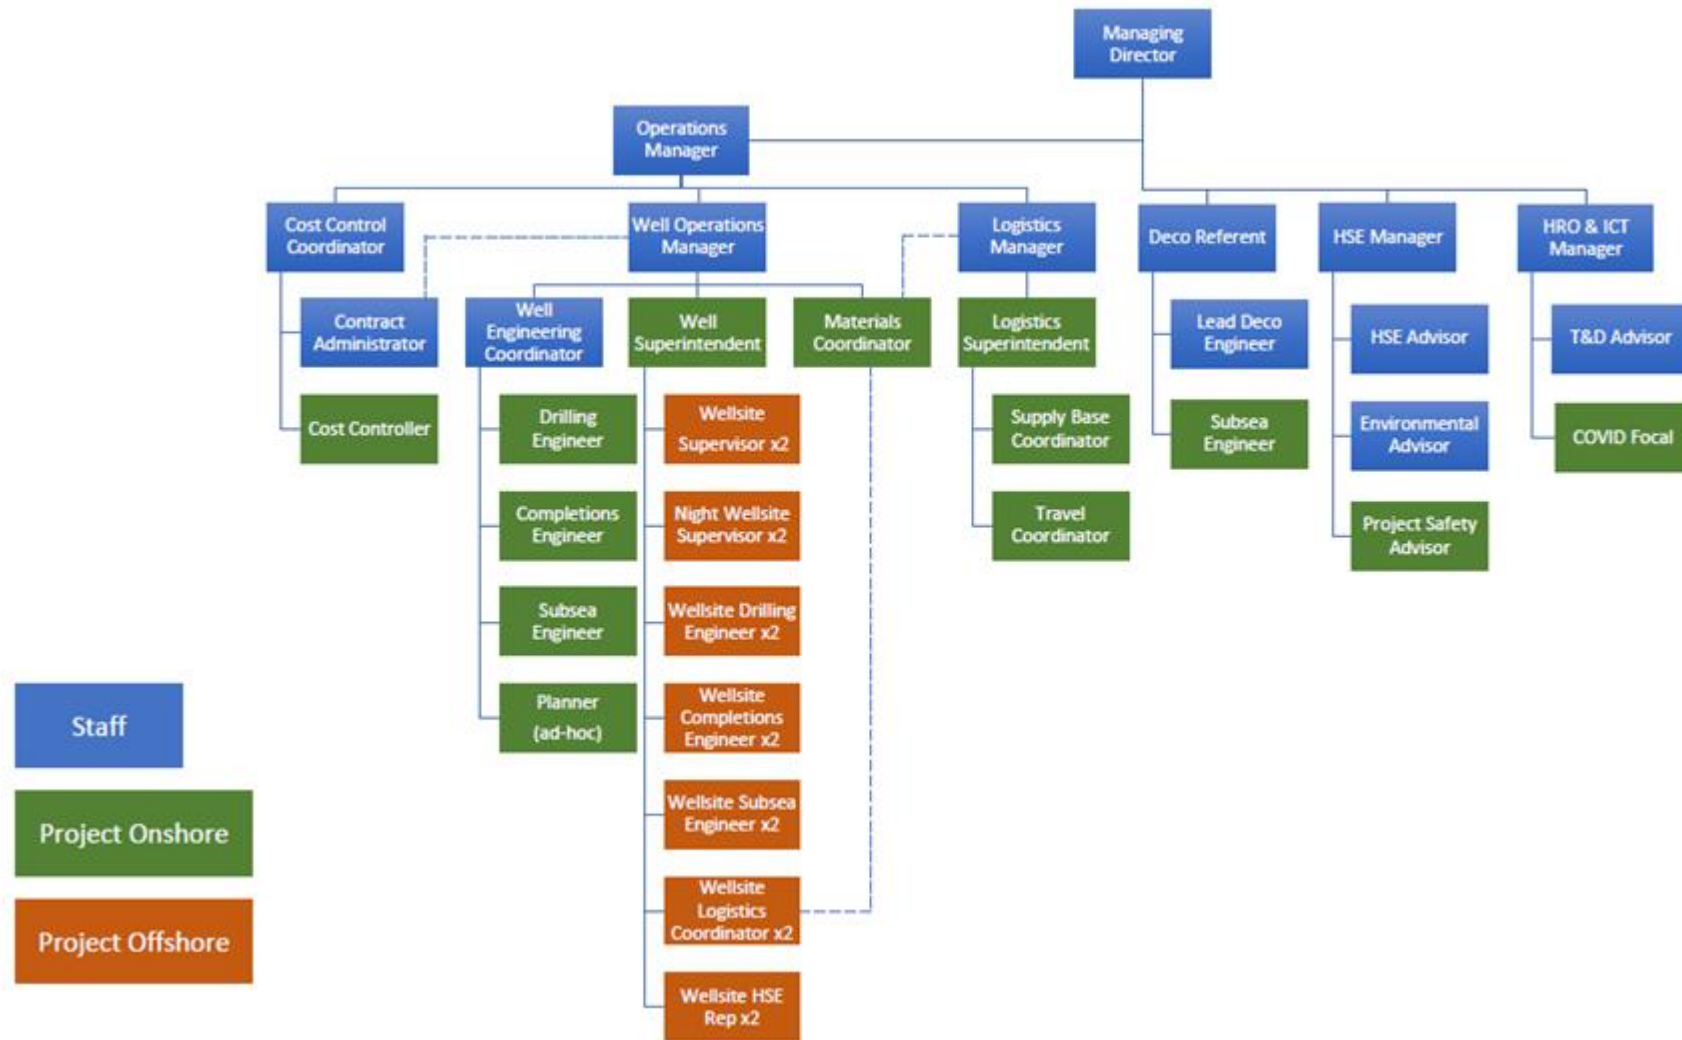 Managing
Director
Operations
Manager
Cost Control
Coordinator
Well Operations
Manager
Logistics
Manager
Deco Referent
HSE Manager
HRO & ICT
Manager
Contract
Administrator
Well
Engineering
Coordinator
Well
Superintendent
Materials
Coordinator
Logistics
Superintendent
Lead Deco
Engineer
HSE Advisor
T&D Advisor
Cost Controller
Drilling
Engineer
Wellsite
Supervisor x2
Supply Base
Coordinator
Subsea
Engineer
Environmental
Advisor
COVID Focal
Completions
Engineer
Night Wellsite
Supervisor x2
Travel
Coordinator
Project Safety
Advisor
Subsea
Engineer
Wellsite Drilling
Engineer x2
Planner
(ad-hoc)
Wellsite
Completions
Engineer x2
Wellsite Subsea
Engineer x2
Wellsite
Logistics
Coordinator x2
Wellsite HSE
Rep x2
Staff
Project Onshore
Project Offshore